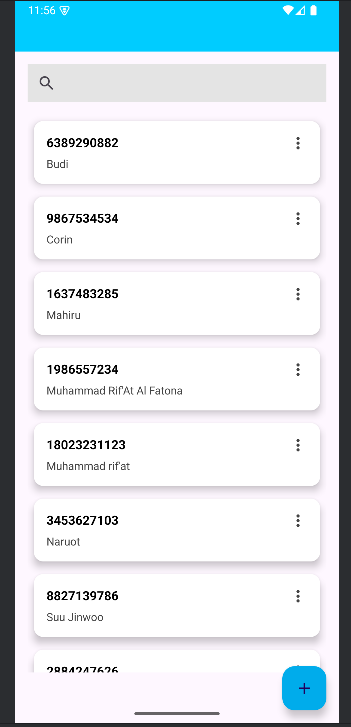 11:56
6389290882
Budi
9867534534
Corin
1637483285
Mahiru
1986557234
Muhammad Rif'At Al Fatona
18023231123
Muhammad rif'at
3453627103
Naruot
8827139786
Suu Jinwoo
2884247626